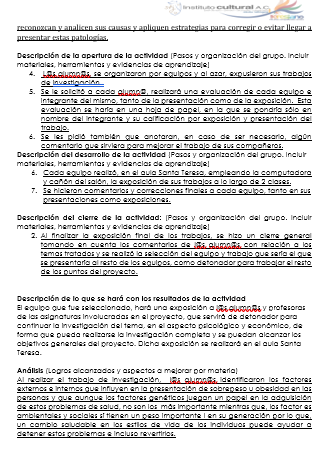 Instituto cultural A.C.
reconozcan y analicen sus causas y apliquen estrategias para corregir o evitar llegar a
presentar estas patologías.
Descripción de la apertura de la actividad (Pasos y organización del grupo. Incluir
materiales, herramientas y evidencias de aprendizaje)
4. L@s alumn@s, se organizaron por equipos y al azar, expusieron sus trabajos
de investigación.
5. Se le solicitó a cada alumn@, realizará una evaluación de cada equipo e
integrante del mismo, tanto de la presentación como de la exposición. Esta
evaluación se haría en una hoja de papel, en la que se pondría sólo en
nombre del integrante y su calificación por exposición y presentación del
trabajo.
6. Se les pidió también que anotaran, en caso de ser necesario, algún
comentario que sirviera para mejorar el trabajo de sus compañeros.
Descripción del desarrollo de la actividad (Pasos y organización del grupo. Incluir
materiales, herramientas y evidencias de aprendizaje)
6. Cada equipo realizó, en el aula Santa Teresa, empleando la computadora
y cañón del salón, la exposición de sus trabajos a lo largo de 2 clases.
7. Se hicieron comentarios y correcciones finales a cada equipo, tanto en sus
presentaciones como exposiciones.
Descripción del cierre de la actividad: (Pasos y organización del grupo. Incluir
materiales, herramientas y evidencias de aprendizaje)
2. Al finalizar la exposición final de los trabajos, se hizo un cierre general
tomando en cuenta los comentarios de l@s alumn@s, con relación a los
temas tratados y se realizó la selección del equipo y trabajo que sería el que
se presentaría al resto de los equipos, como detonador para trabajar el resto
de los puntos del proyecto.
Descripción de lo que se hará con los resultados de la actividad
El equipo que fue seleccionado, hará una exposición a l@s alumn@s y profesoras
de las asignaturas involucradas en el proyecto, que servirá de detonador para
continuar la investigación del tema, en el aspecto psicológico y económico, de
forma que pueda realizarse la investigación completa y se puedan alcanzar los
objetivos generales del proyecto. Dicha exposición se realizará en el aula Santa
Teresa.
Análisis (Logros alcanzados y aspectos a mejorar por materia)
Al realizar el trabajo de investigación, l@s alumn@s, identificaron los factores
externos e internos que influyen en la presentación de sobrepeso u obesidad en las
personas y que aunque los factores genéticos juegan un papel en la adquisición
de estos problemas de salud, no son los más importante mientras que, los factor es
ambientales y sociales sí tienen un peso importante l en su generación por lo que,
un cambio saludable en los estilos de vida de los individuos puede ayudar a
detener estos problemas e incluso revertirlos.